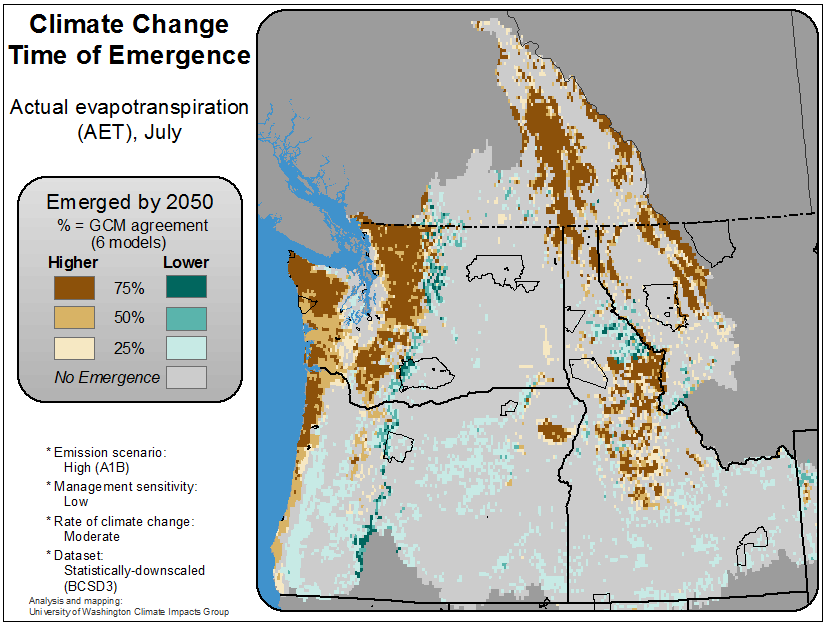 Climate Change
Time of Emergence
Actual evapotranspiration
(AET), July
Emerged by 2050
% = GCM agreement
(6 models)
Higher Lower
75%
50%
25%
No Emergence
* Emission scenario:
High (A1B)
* Management sensitivity:
Low
* Rate of climate change:
Moderate
* Dataset:
Statistically-downscaled
(BCSD3)
Analysis and mapping:
University of Washington Climate Impacts Group